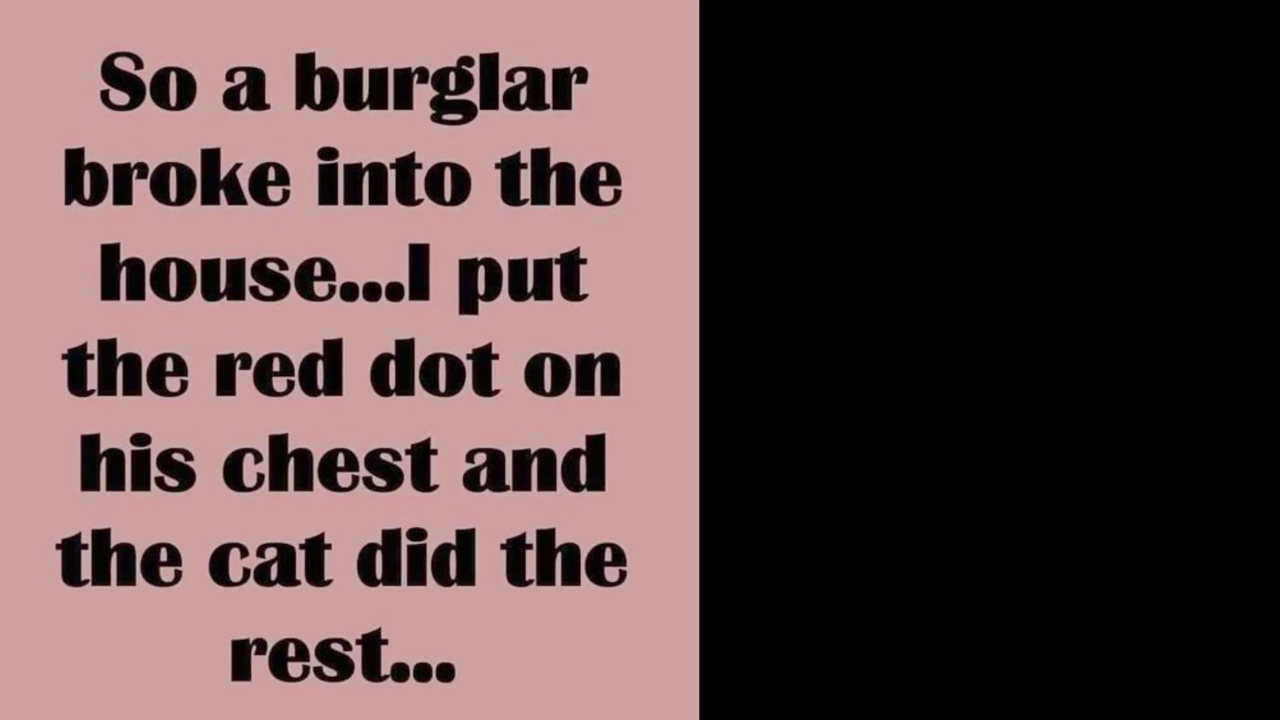 So a burglar
broke into the
house...I put
the red dot on
his chest and
the cat did the
rest...